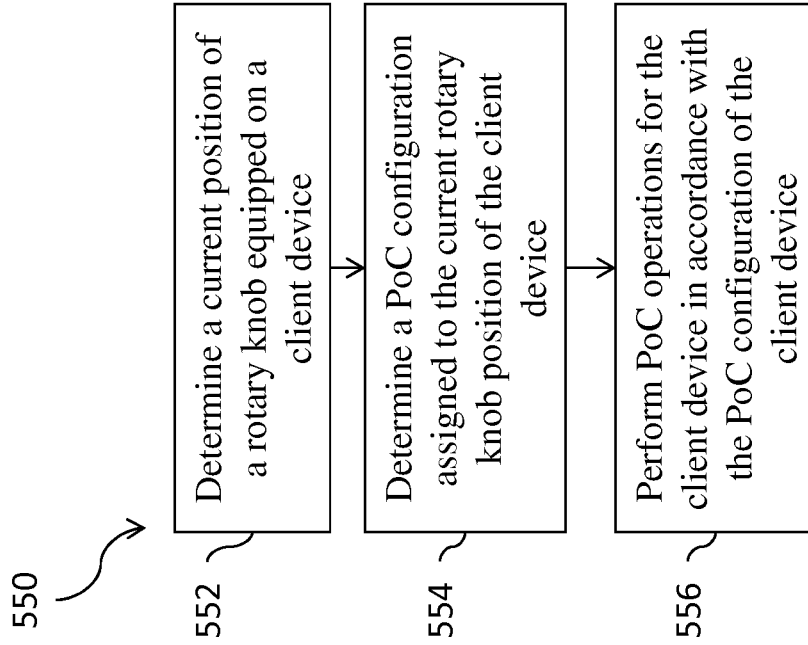 550
552
Determine a current position of
a rotary knob equipped on a
client device
554
Determine a PoC configuration
assigned to the current rotary
knob position of the client
device
556
Perform PoC operations for the
client device in accordance with
the PoC configuration of the
client device